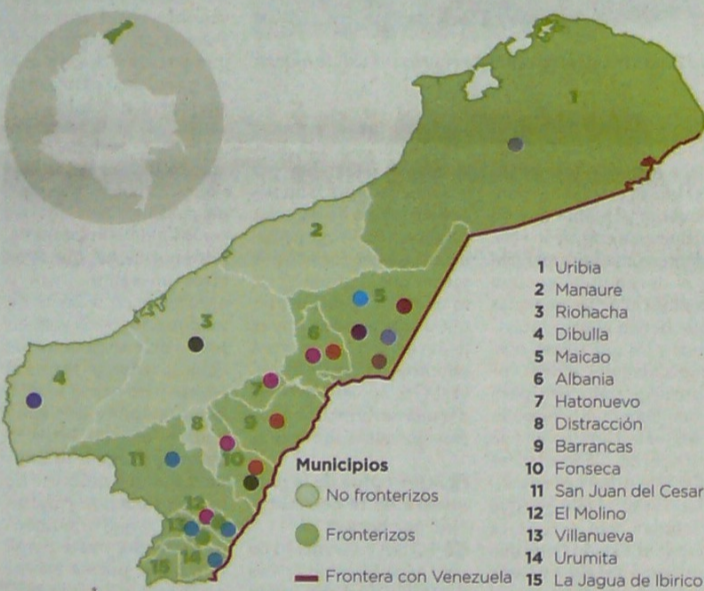 1
2
3
4
5
6
7
8
9
10
11
12
13
14
15
1 Uribia
2 Manaure
3 Riohacha
4 Dibulla
5 Maicao
6 Albania
7 Hatonuevo
8 Distracción
9 Barrancas
10 Fonseca
11 San Juan del Cesar
12 El Molino
13 Villanueva
14 Urumita
15 La Jagua de Ibirico
Municipios
No fronterizos
Fronterizos
Frontera con Venezuela